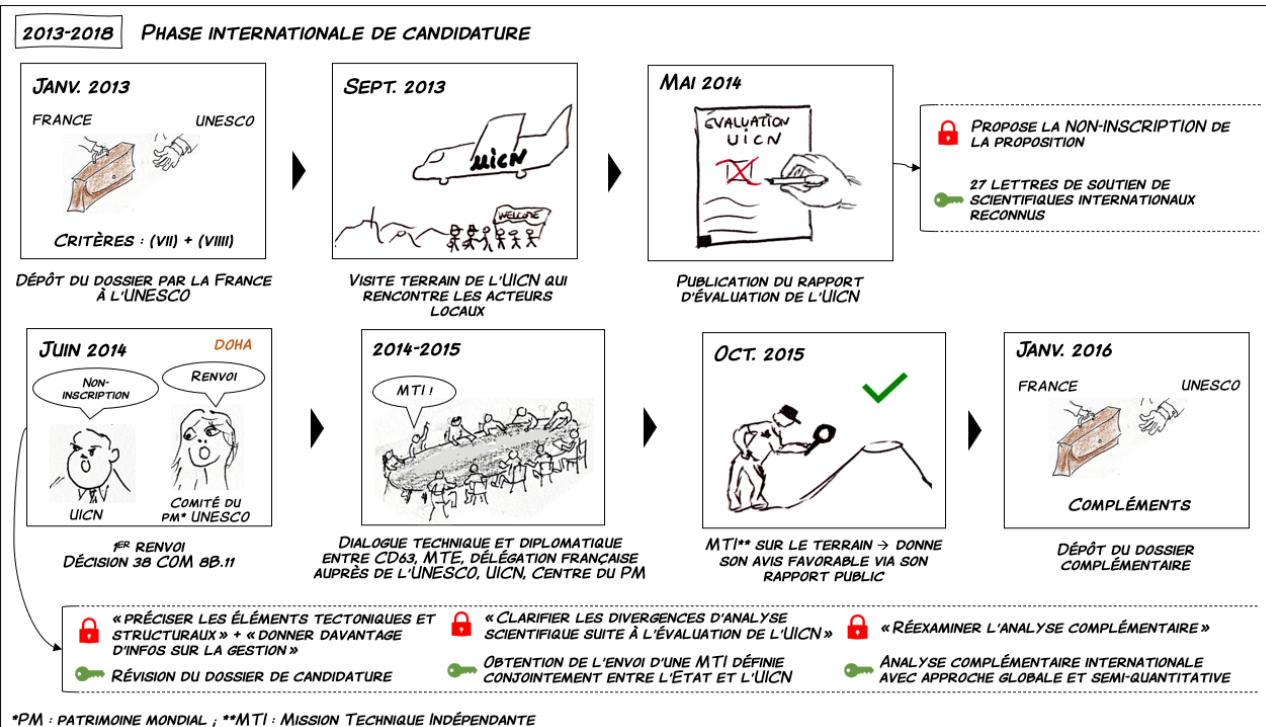 2013-2018 PHASE INTERNATIONALE DE CANDIDATURE
JANV. 2013
FRANCE UNESCO
CRITÈRES : (VII) + (VIIII)
DÉPÔT DU DOSSIER PAR LA FRANCE
À L'UNESCO
SEPT. 2013
UICN
WELCOME
VISITE TERRAIN DE L'UICN QUI
RENCONTRE LES ACTEURS
LOCAUX
MAI 2014
ÉVALUATION
UICN
PUBLICATION DU RAPPORT
D'ÉVALUATION DE L'UICN
PROPOSE LA NON-INSCRIPTION DE
LA PROPOSITION
27 LETTRES DE SOUTIEN DE
SCIENTIFIQUES INTERNATIONAUX
RECONNUS
JUIN 2014 DOHA
NON-
INSCRIPTION
RENVOI
UICN
COMITÉ DU
PM* UNESCO
1ER RENVOI
DÉCISION 38 COM 8B.11
2014-2015
MTI !
DIALOGUE TECHNIQUE ET DIPLOMATIQUE
ENTRE CD63, MTE, DÉLÉGATION FRANÇAISE
AUPRÈS DE L'UNESCO, UICN, CENTRE DU PM
OCT. 2015
MTI** SUR LE TERRAIN → DONNE
SON AVIS FAVORABLE VIA SON
RAPPORT PUBLIC
JANV. 2016
FRANCE UNESCO
COMPLÉMENTS
DÉPÔT DU DOSSIER
COMPLÉMENTAIRE
« PRÉCISER LES ÉLÉMENTS TECTONIQUES ET
STRUCTURAUX » + « DONNER DAVANTAGE
D'INFOS SUR LA GESTION »
RÉVISION DU DOSSIER DE CANDIDATURE
« CLARIFIER LES DIVERGENCES D'ANALYSE
SCIENTIFIQUE SUITE À L'ÉVALUATION DE L'UICN »
OBTENTION DE L'ENVOI D'UNE MTI DÉFINIE
CONJOINTEMENT ENTRE L'ETAT ET L'UICN
« RÉEXAMINER L'ANALYSE COMPLÉMENTAIRE »
ANALYSE COMPLÉMENTAIRE INTERNATIONALE
AVEC APPROCHE GLOBALE ET SEMI-QUANTITATIVE
*PM : PATRIMOINE MONDIAL ; **MTI : MISSION TECHNIQUE INDÉPENDANTE